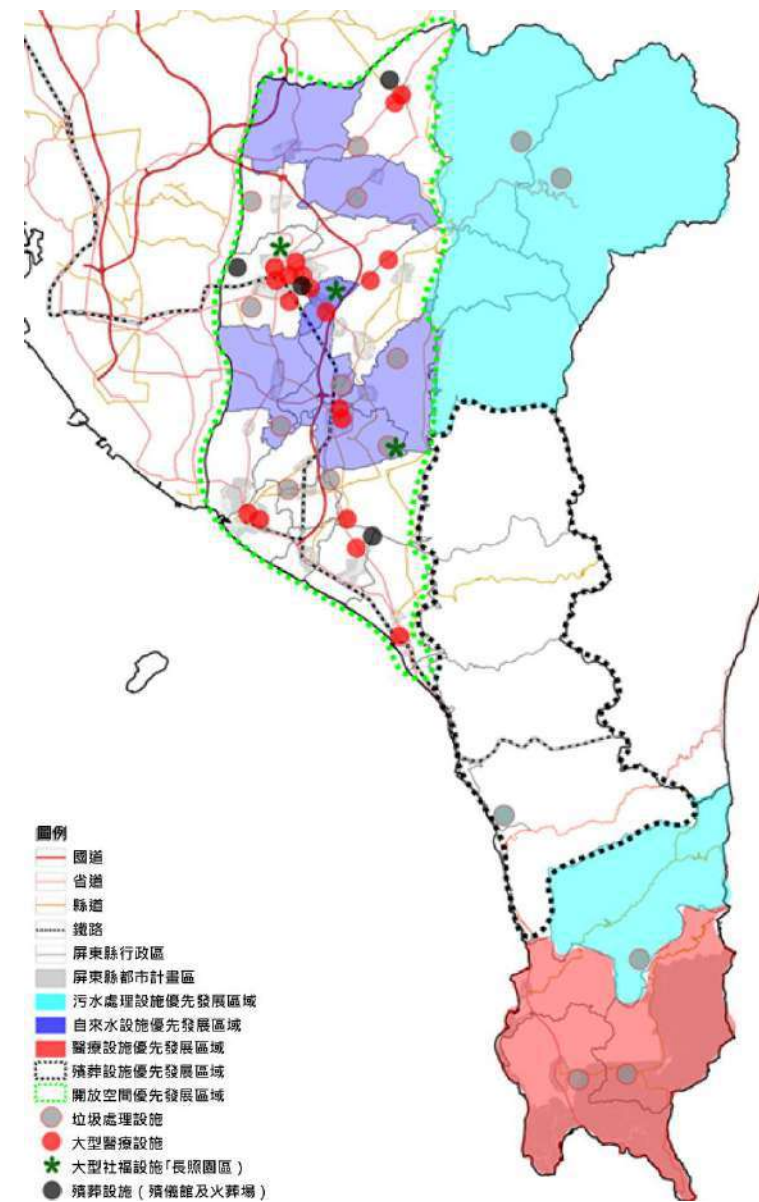 圖例
國道
省道
縣道
鐵路
屏東縣行政區
屏東縣都市計畫區
污水處理設施優先發展區域
自來水設施優先發展區域
醫療設施優先發展區域
殯葬設施優先發展區域
開放空間優先發展區域
垃圾處理設施
大型醫療設施
大型社福設施「長照園區)
殯葬設施(殯儀館及火葬場)